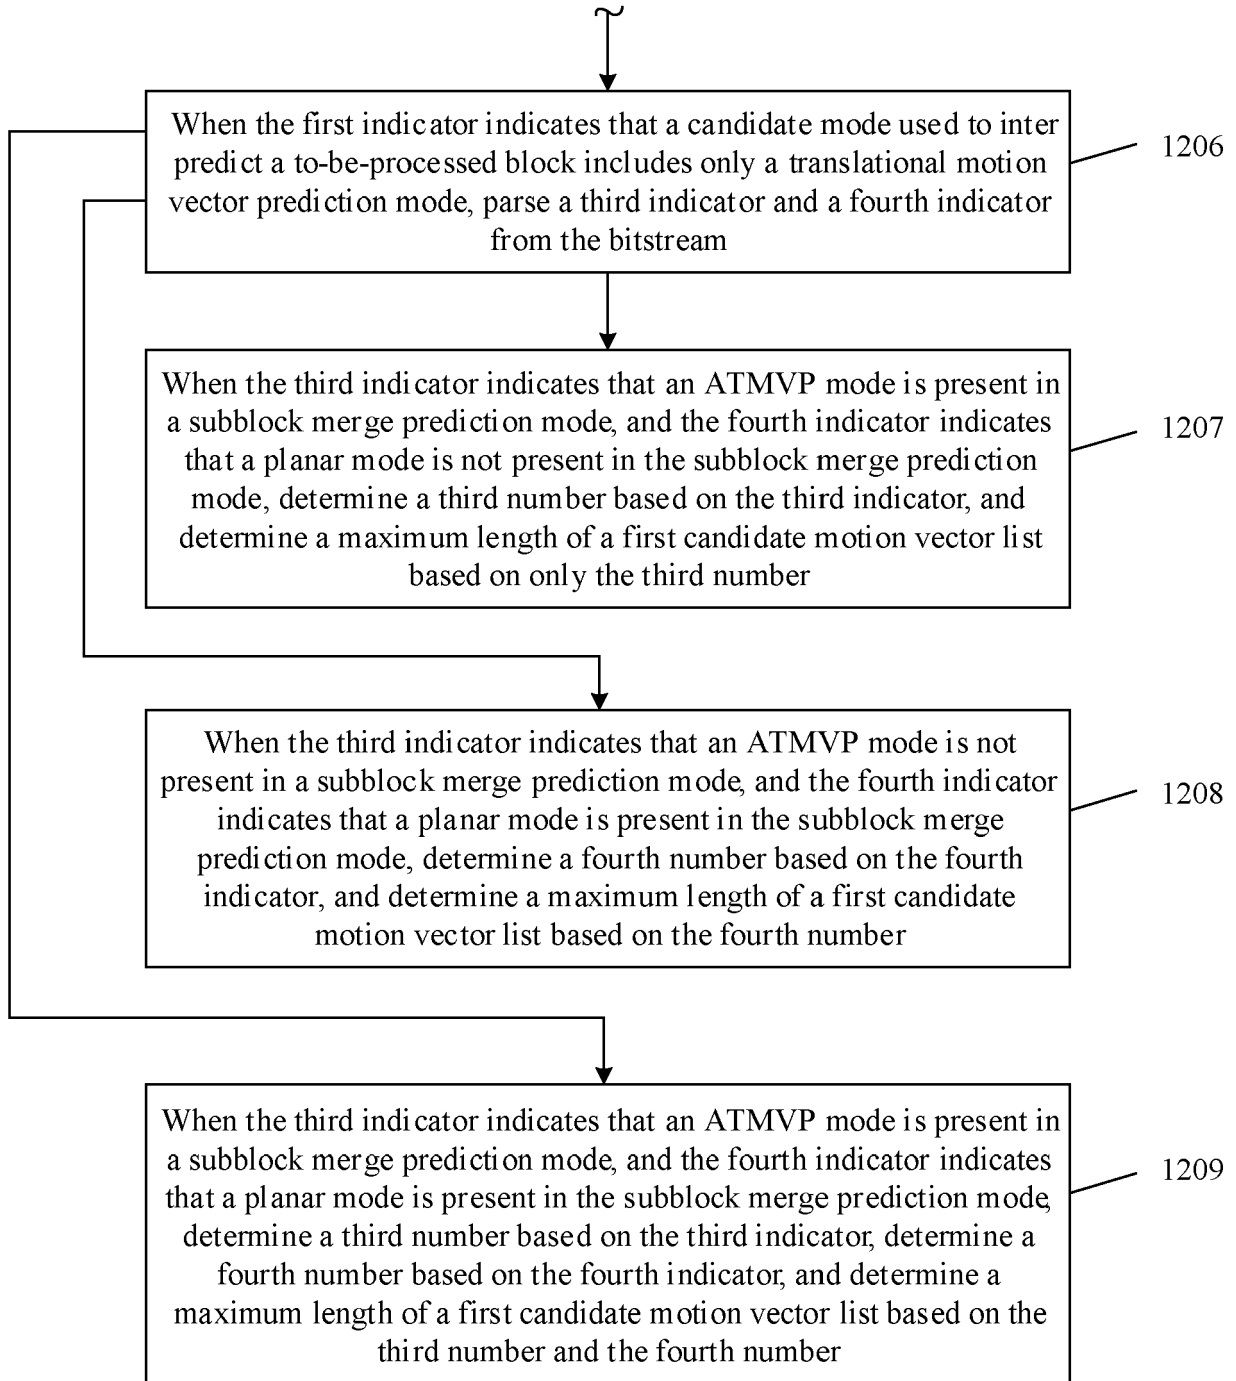 When the first indicator indicates that a candidate mode used to inter
predict a to-be-processed block includes only a translational motion
vector prediction mode, parse a third indicator and a fourth indicator
from the bitstream
1206
When the third indicator indicates that an ATMVP mode is present in
a subblock merge prediction mode, and the fourth indicator indicates
that a planar mode is not present in the subblock merge prediction
mode, determine a third number based on the third indicator, and
determine a maximum length of a first candidate motion vector list
based on only the third number
1207
When the third indicator indicates that an ATMVP mode is not
present in a subblock merge prediction mode, and the fourth indicator
indicates that a planar mode is present in the subblock merge
prediction mode, determine a fourth number based on the fourth
indicator, and determine a maximum length of a first candidate
motion vector list based on the fourth number
1208
When the third indicator indicates that an ATMVP mode is present in
a subblock merge prediction mode, and the fourth indicator indicates
that a planar mode is present in the subblock merge prediction mode,
determine a third number based on the third indicator, determine a
fourth number based on the fourth indicator, and determine a
maximum length of a first candidate motion vector list based on the
third number and the fourth number
1209